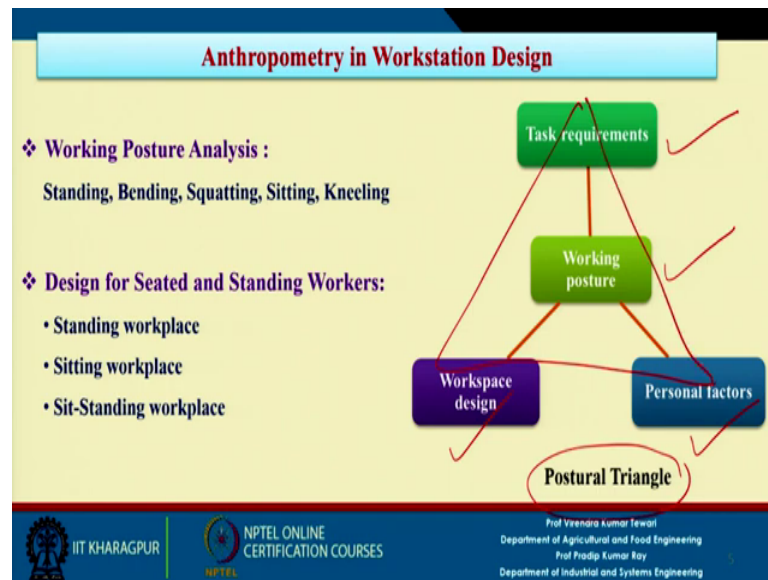 Anthropometry in Workstation Design
❖ Working Posture Analysis :
Standing, Bending, Squatting, Sitting, Kneeling
❖ Design for Seated and Standing Workers:
• Standing workplace
• Sitting workplace
• Sit-Standing workplace
Task requirements
Working
posture
Workspace
design
Personal factors
Postural Triangle
IIT KHARAGPUR
NPTEL
NPTEL ONLINE
CERTIFICATION COURSES
Prof Virendra Kumar Tewari
Department of Agricultural and Food Engineering
Prof Pradip Kumar Ray
Department of Industrial and Systems Engineering
5